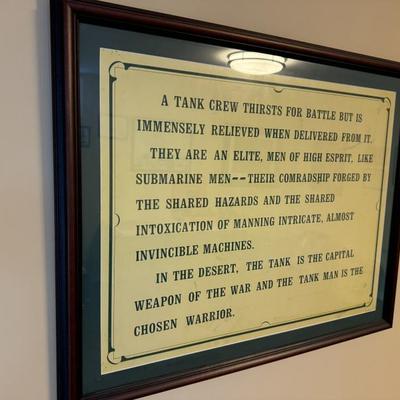 A TANK CREW THIRSTS FOR BATTLE BUT IS
IMMENSELY RELIEVED WHEN DELIVERED FROM IT.
THEY ARE AN ELITE, MEN OF HIGH ESPRIT, LIKE
SUBMARINE MEN--THEIR COMRADSHIP FORGED BY
THE SHARED HAZARDS AND THE SHARED
INTOXICATION OF MANNING INTRICATE, ALMOST
INVINCIBLE MACHINES.
IN THE DESERT, THE TANK IS THE CAPITAL
WEAPON OF THE WAR AND THE TANK MAN IS THE
CHOSEN WARRIOR.